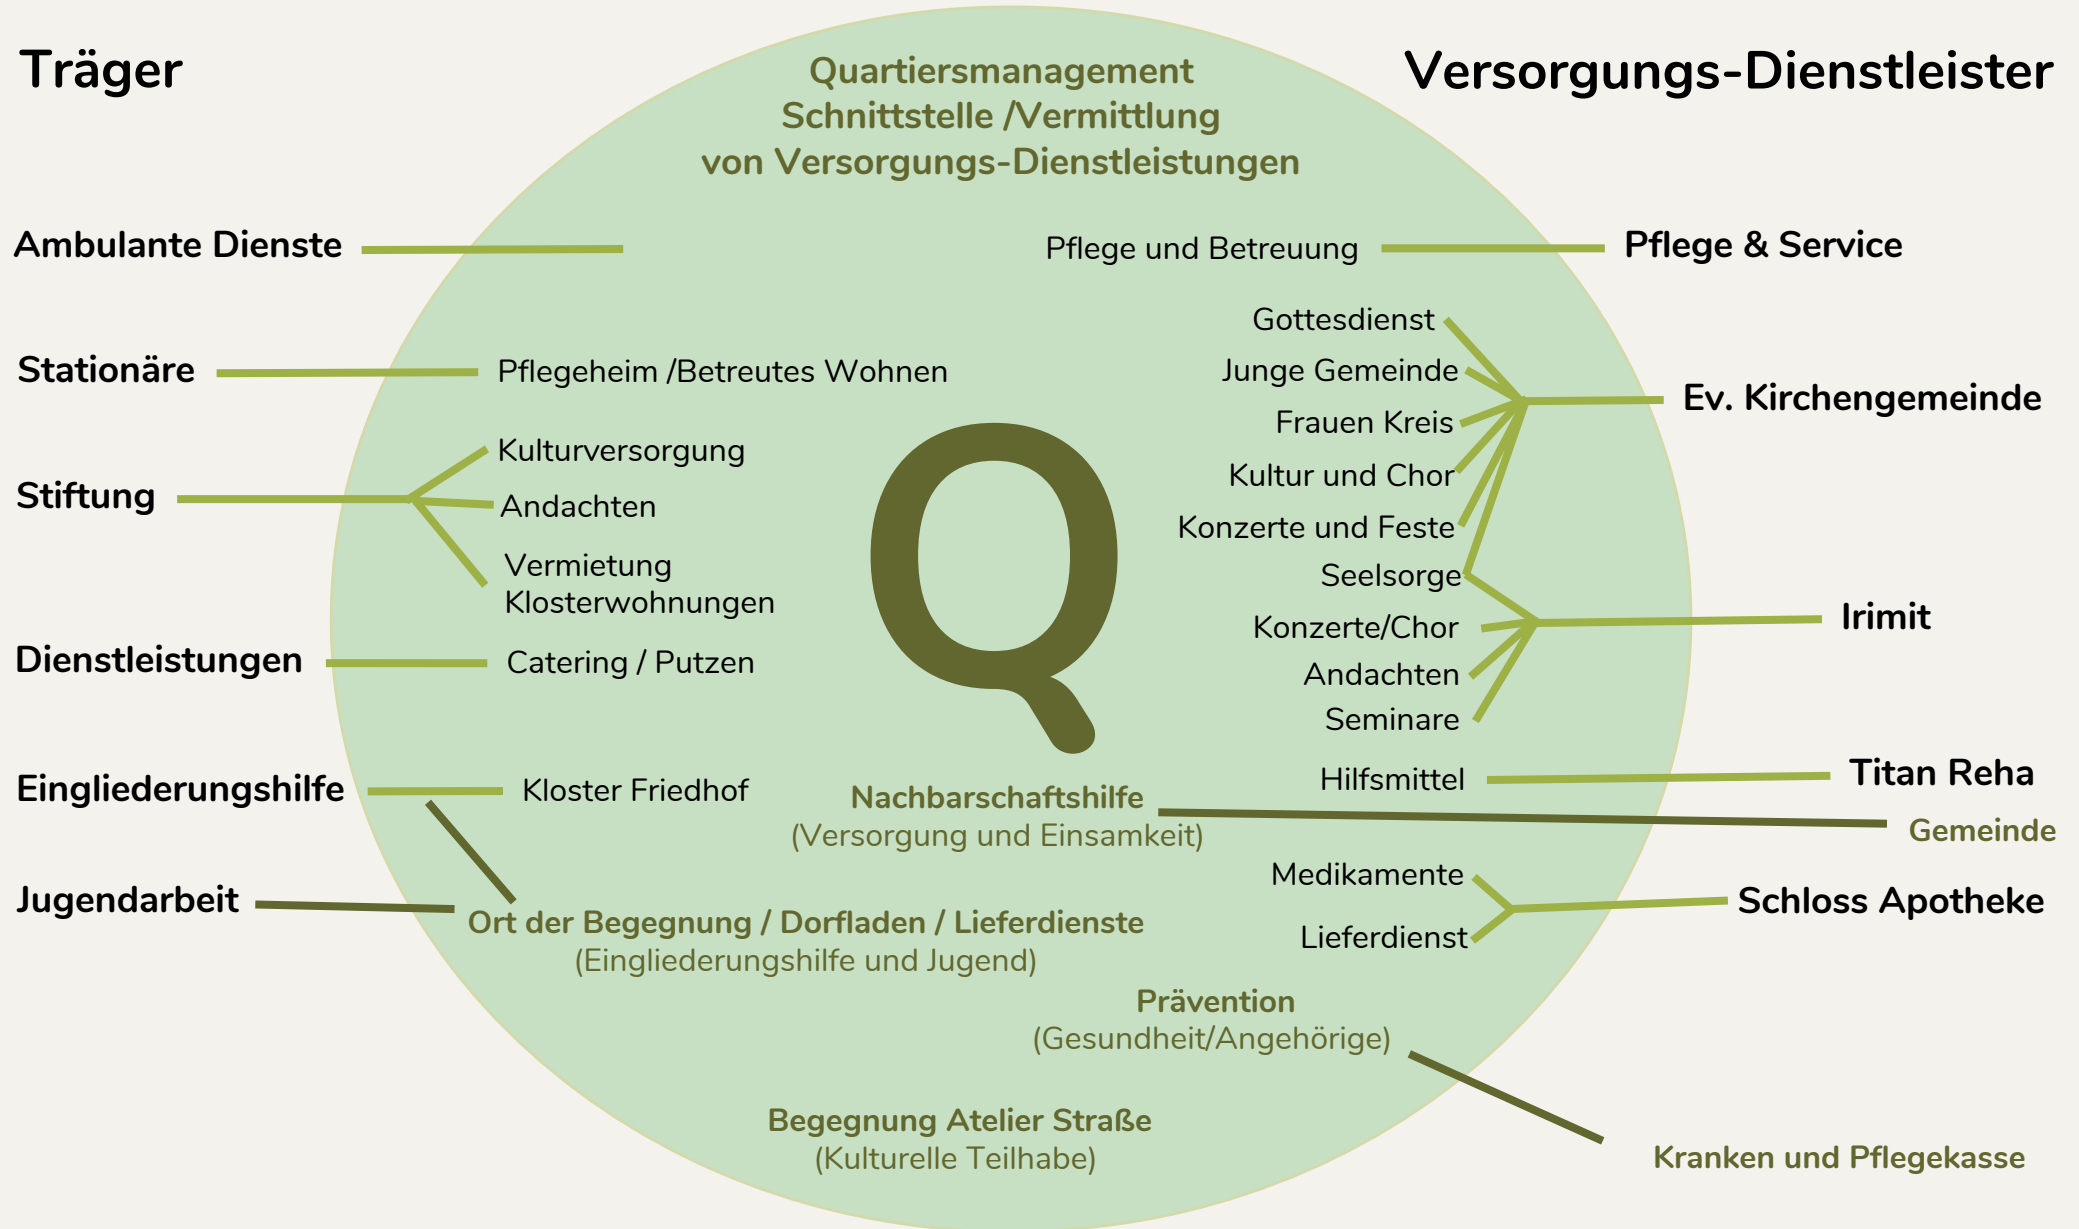 Träger
Quartiersmanagement
Schnittstelle /Vermittlung
von Versorgungs-Dienstleistungen
Versorgungs-Dienstleister
Ambulante Dienste
Stationäre
Pflegeheim /Betreutes Wohnen
Stiftung
Kulturversorgung
Andachten
Vermietung
Klosterwohnungen
Dienstleistungen
Catering / Putzen
Eingliederungshilfe
Kloster Friedhof
Jugendarbeit
Q
Pflege und Betreuung
Pflege & Service
Gottesdienst
Junge Gemeinde
Frauen Kreis
Kultur und Chor
Konzerte und Feste
Seelsorge
Ev. Kirchengemeinde
Konzerte/Chor
Andachten
Seminare
Irimit
Hilfsmittel
Titan Reha
Nachbarschaftshilfe
(Versorgung und Einsamkeit)
Gemeinde
Medikamente
Lieferdienst
Schloss Apotheke
Ort der Begegnung / Dorfladen / Lieferdienste
(Eingliederungshilfe und Jugend)
Prävention
(Gesundheit/Angehörige)
Kranken und Pflegekasse
Begegnung Atelier Straße
(Kulturelle Teilhabe)